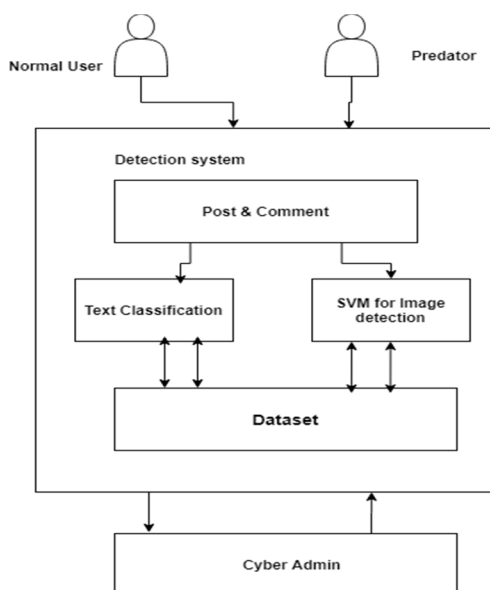 Normal User
Predator
Detection system
Post & Comment
Text Classification
SVM for Image
detection
Dataset
Cyber Admin